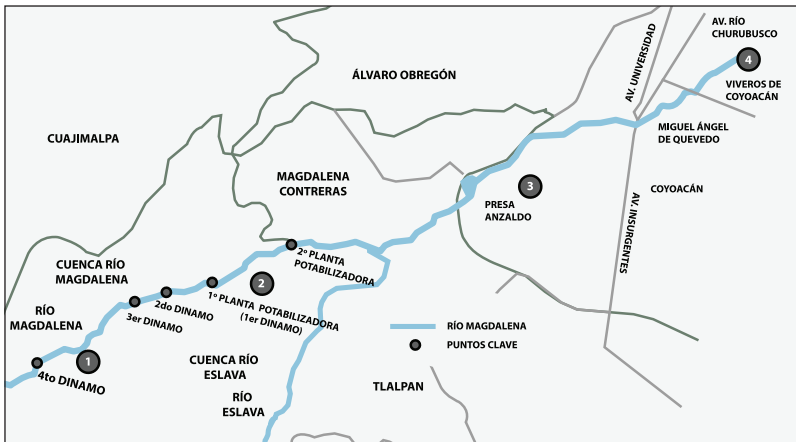 AV. RÍO
CHURUBUSCO
4
VIVEROS DE
COYOACÁN
AV. UNIVERSIDAD
ÁLVARO OBREGÓN
CUAJIMALPA
MIGUEL ÁNGEL
DE QUEVEDO
MAGDALENA
CONTRERAS
3
PRESA
ANZALDO
COYOACÁN
AV. INSURGENTES
2º PLANTA
POTABILIZADORA
CUENCA RÍO
MAGDALENA
2
1º PLANTA POTABILIZADORA
(1er DINAMO)
2do DINAMO
3er DINAMO
RÍO
MAGDALENA
1
4to DINAMO
CUENCA RÍO
ESLAVA
RÍO
ESLAVA
TLALPAN
RÍO MAGDALENA
PUNTOS CLAVE